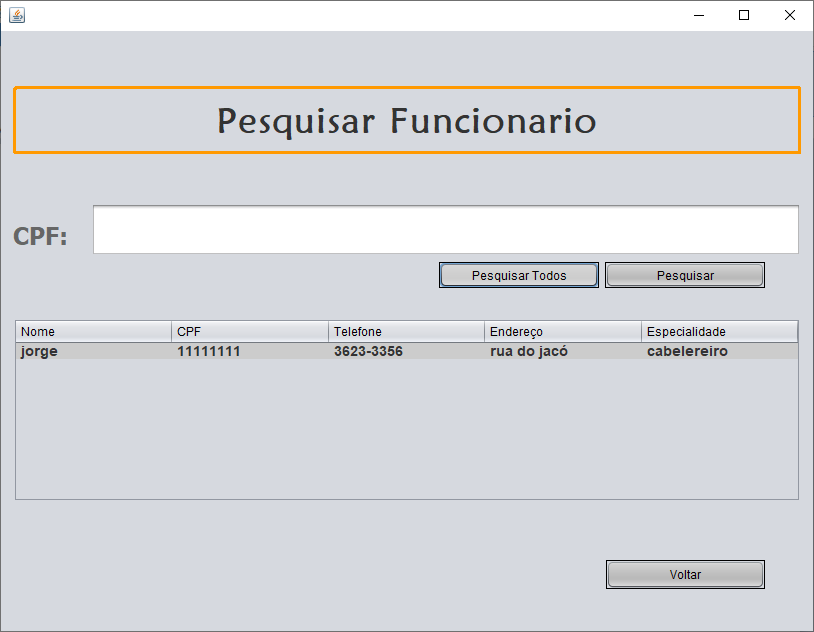 Pesquisar Funcionario
CPF:
Pesquisar Todos Pesquisar
Nome CPF Telefone Endereço Especialidade
jorge 11111111 3623-3356 rua do jacó cabelereiro
Voltar